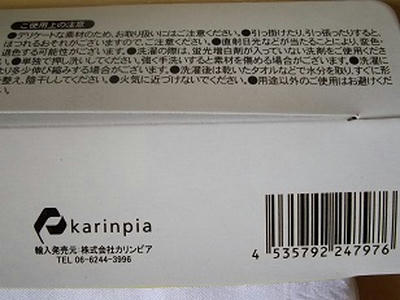 ご使用上の注意
●デリケートな素材のため、お取り扱いにはご注意ください。●引っ掛けたり、引っ張ったりすると、
ほつれるおそれがございますので、ご注意ください。●直射日光などが当たることにより、変色、
退色する可能性がございます。●洗濯の際は、蛍光増白剤が入っていない洗剤をご使用くだ
●単独で押し洗いしてください。強く手洗いすると素材を傷める場合がございます。●洗濯に
より多少伸び縮みする場合がございます。●洗濯後は乾いたタオルなどで水分を取り、すぐに形
整え、陰干ししてください。●火気に近づけないでください。●用途以外のご使用はお避けくだ
karinpia
輸入発売元:株式会社カリンピア
TEL 06-6244-3996
4 535792 247976